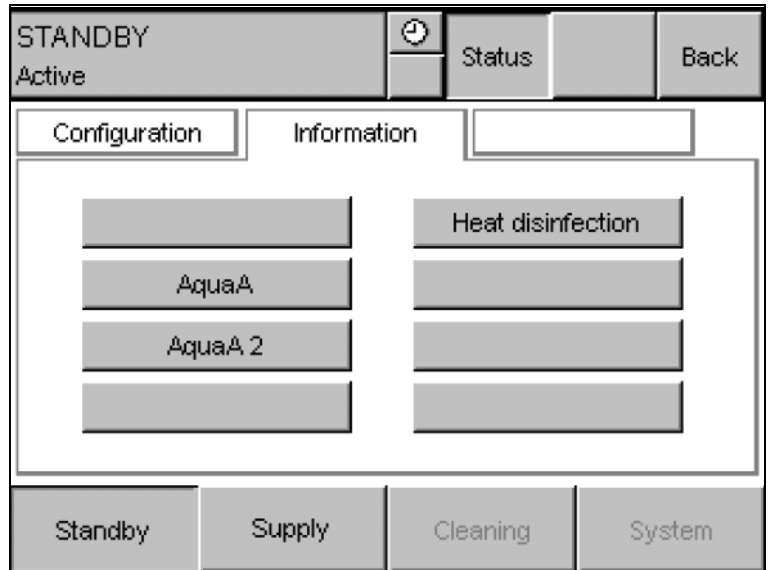 STANDBY
Active
Status
Back
Configuration
Information
Heat disinfection
AquaA
AquaA 2
Standby
Supply
Cleaning
System